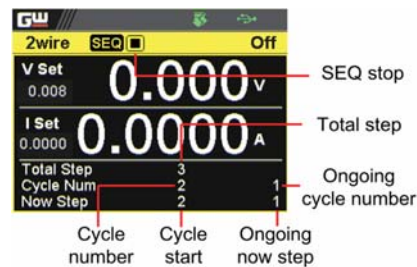 GW
2wire SEQ Off
V Set
0.008
0.000 V
SEQ stop
I Set
0.0000
0.0000 A
Total step
Total Step 3
Cycle Num 2 1
Now Step 2 1
Ongoing
cycle number
Cycle
number
Cycle
start
Ongoing
now step